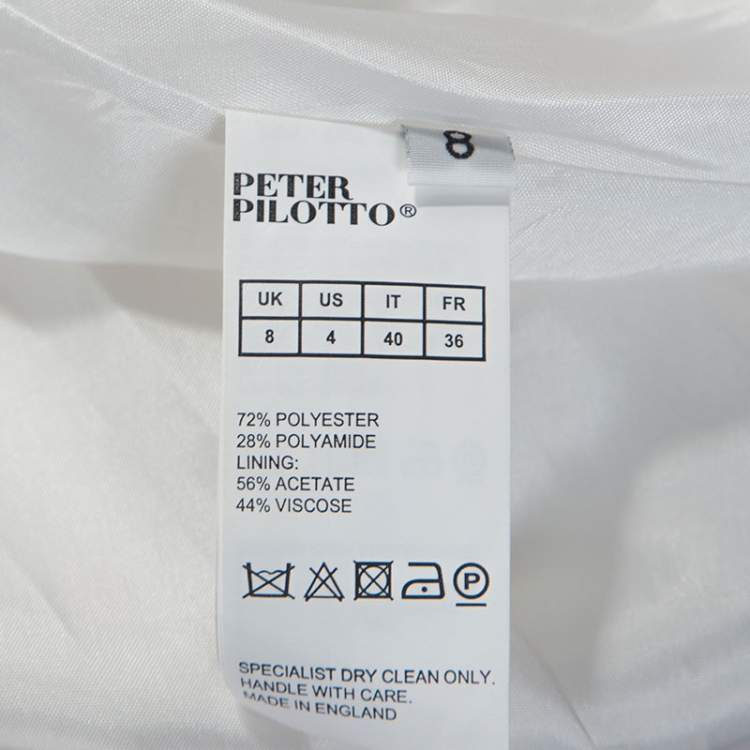 8
PETER
PILOTTO®
UK US IT FR
8 4 40 36
72% POLYESTER
28% POLYAMIDE
LINING:
56% ACETATE
44% VISCOSE
P
SPECIALIST DRY CLEAN ONLY.
HANDLE WITH CARE.
MADE IN ENGLAND